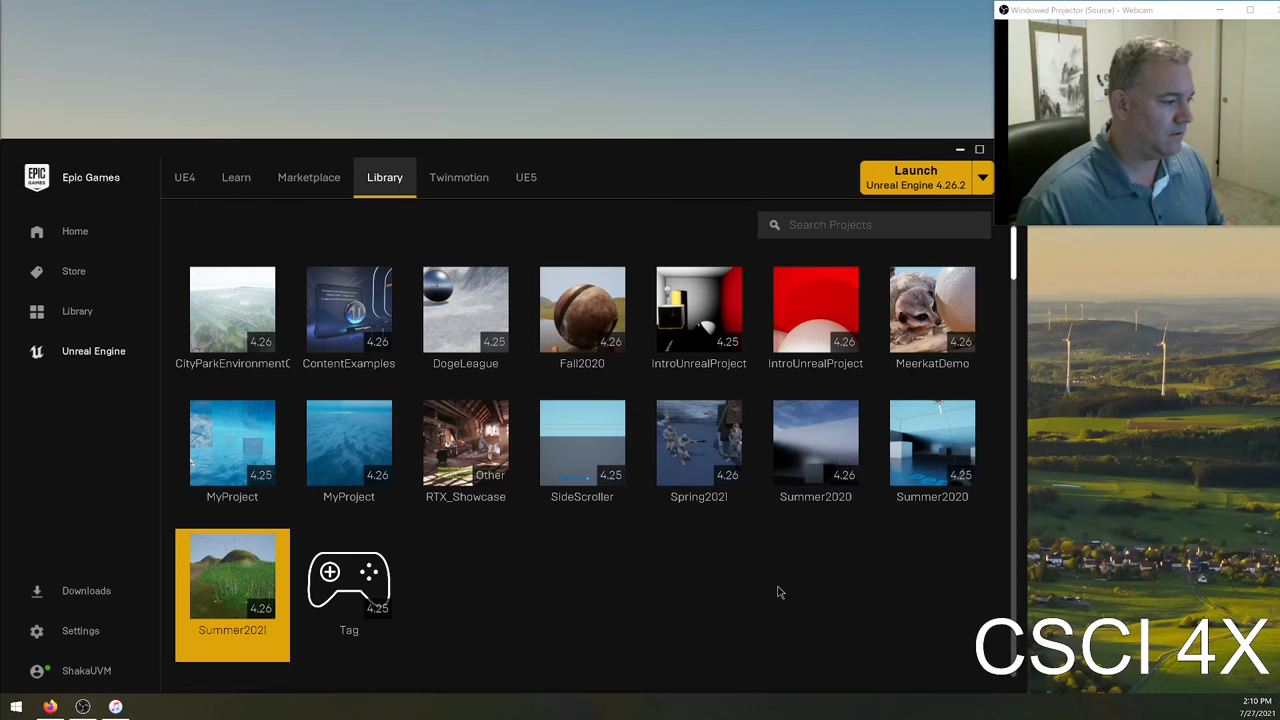 Windowed Projector (Source) - Webcam
EPIC GAMES
Epic Games
UE4
Learn
Marketplace
Library
Twinmotion
UE5
Launch
Unreal Engine 4.26.2
Search Projects
Home
Store
Library
Unreal Engine
4.26
4.26
4.25
4.26
4.25
4.26
4.26
CityParkEnvironmentC
ContentExamples
DogeLeague
Fall2020
IntroUnrealProject
IntroUnrealProject
MeerkatDemo
4.25
4.26
Other
4.25
4.26
4.26
4.25
MyProject
MyProject
RTX_Showcase
SideScroller
Spring2021
Summer2020
Summer2020
4.26
4.25
Summer2021
Tag
Downloads
Settings
ShakaUVM
CSCI 4X
2:10 PM
7/27/2021